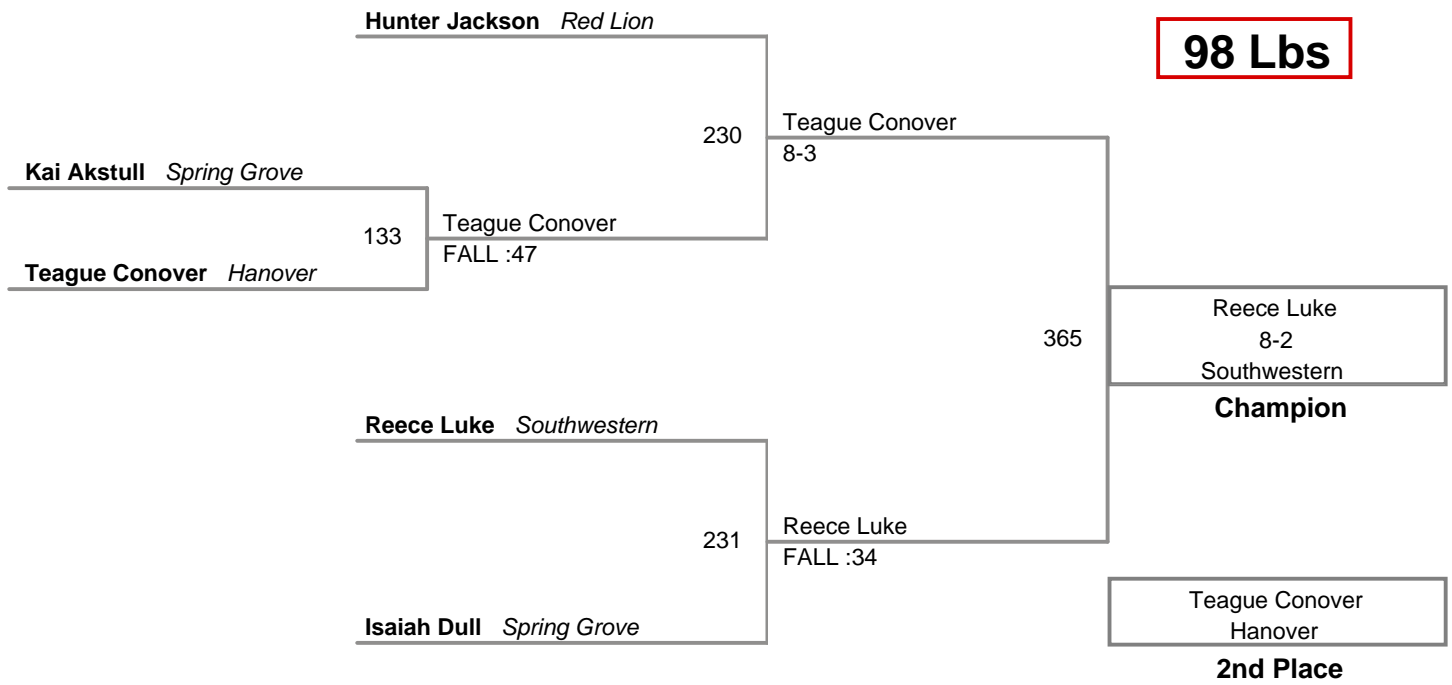 Hunter Jackson Red Lion
98 Lbs
230
Teague Conover
8-3
Kai Akstull Spring Grove
133
Teague Conover
FALL :47
Teague Conover Hanover
365
Reece Luke
8-2
Southwestern
Champion
Reece Luke Southwestern
231
Reece Luke
FALL :34
Isaiah Dull Spring Grove
Teague Conover
Hanover
2nd Place